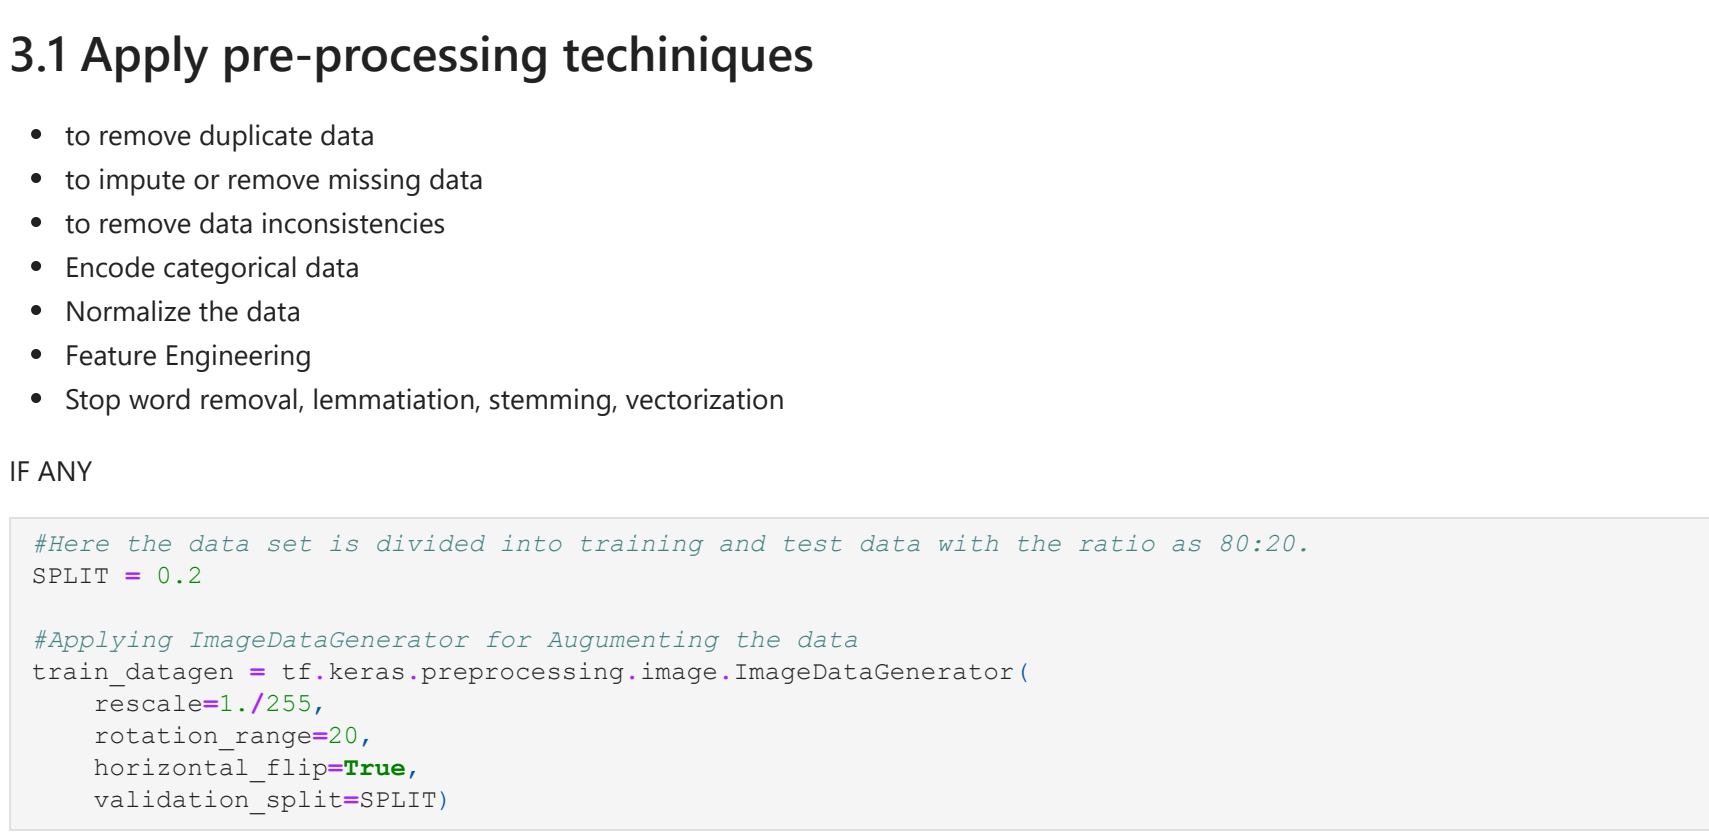 3.1 Apply pre-processing techiniques
• to remove duplicate data
• to impute or remove missing data
• to remove data inconsistencies
• Encode categorical data
• Normalize the data
• Feature Engineering
• Stop word removal, lemmatiation, stemming, vectorization
IF ANY
#Here the data set is divided into training and test data with the ratio as 80:20.
SPLIT = 0.2
#Applying ImageDataGenerator for Augumenting the data
train_datagen = tf.keras.preprocessing.image.ImageDataGenerator(
    rescale=1./255,
    rotation_range=20,
    horizontal_flip=True,
    validation_split=SPLIT)